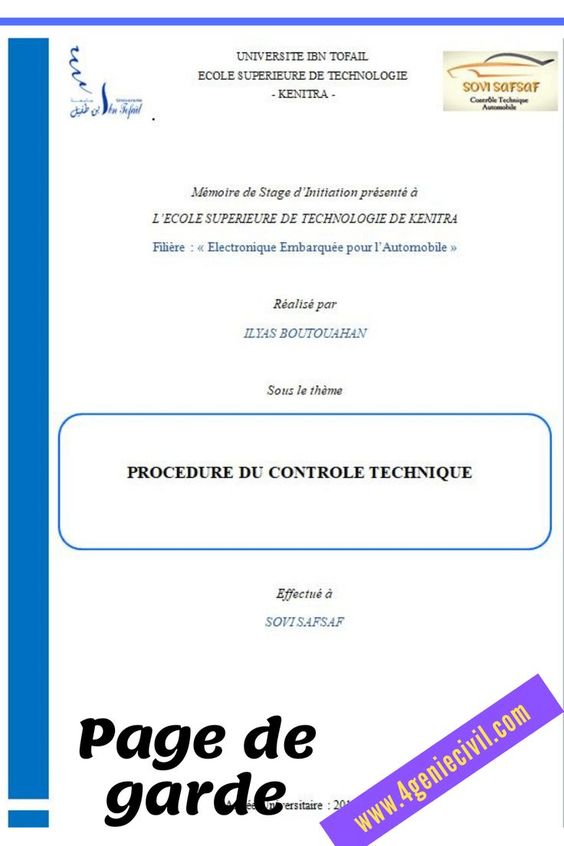 UNIVERSITE IBN TOFAIL
ECOLE SUPERIEURE DE TECHNOLOGIE
- KENITRA -
جامعة
ابن طفيل
Université
Ibn Tofail
SOVI SAFSAF
Contrôle Technique
Automobile
Mémoire de Stage d’Initiation présenté à
L’ECOLE SUPERIEURE DE TECHNOLOGIE DE KENITRA
Filière : « Electronique Embarquée pour l’Automobile »
Réalisé par
ILYAS BOUTOUAHAN
Sous le thème
PROCEDURE DU CONTROLE TECHNIQUE
Effectué à
SOVI SAFSAF
Page de
garde
universitaire : 201
www.4geniecivil.com